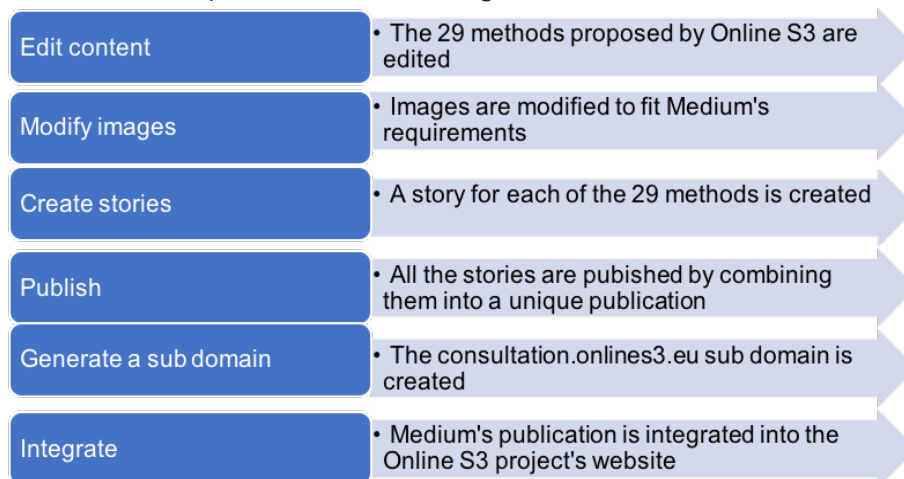 Edit content
• The 29 methods proposed by Online S3 are
edited
Modify images
• Images are modified to fit Medium's
requirements
Create stories
• A story for each of the 29 methods is created
Publish
• All the stories are pubished by combining
them into a unique publication
Generate a sub domain
• The consultation.onlines3.eu sub domain is
created
Integrate
• Medium's publication is integrated into the
Online S3 project's website